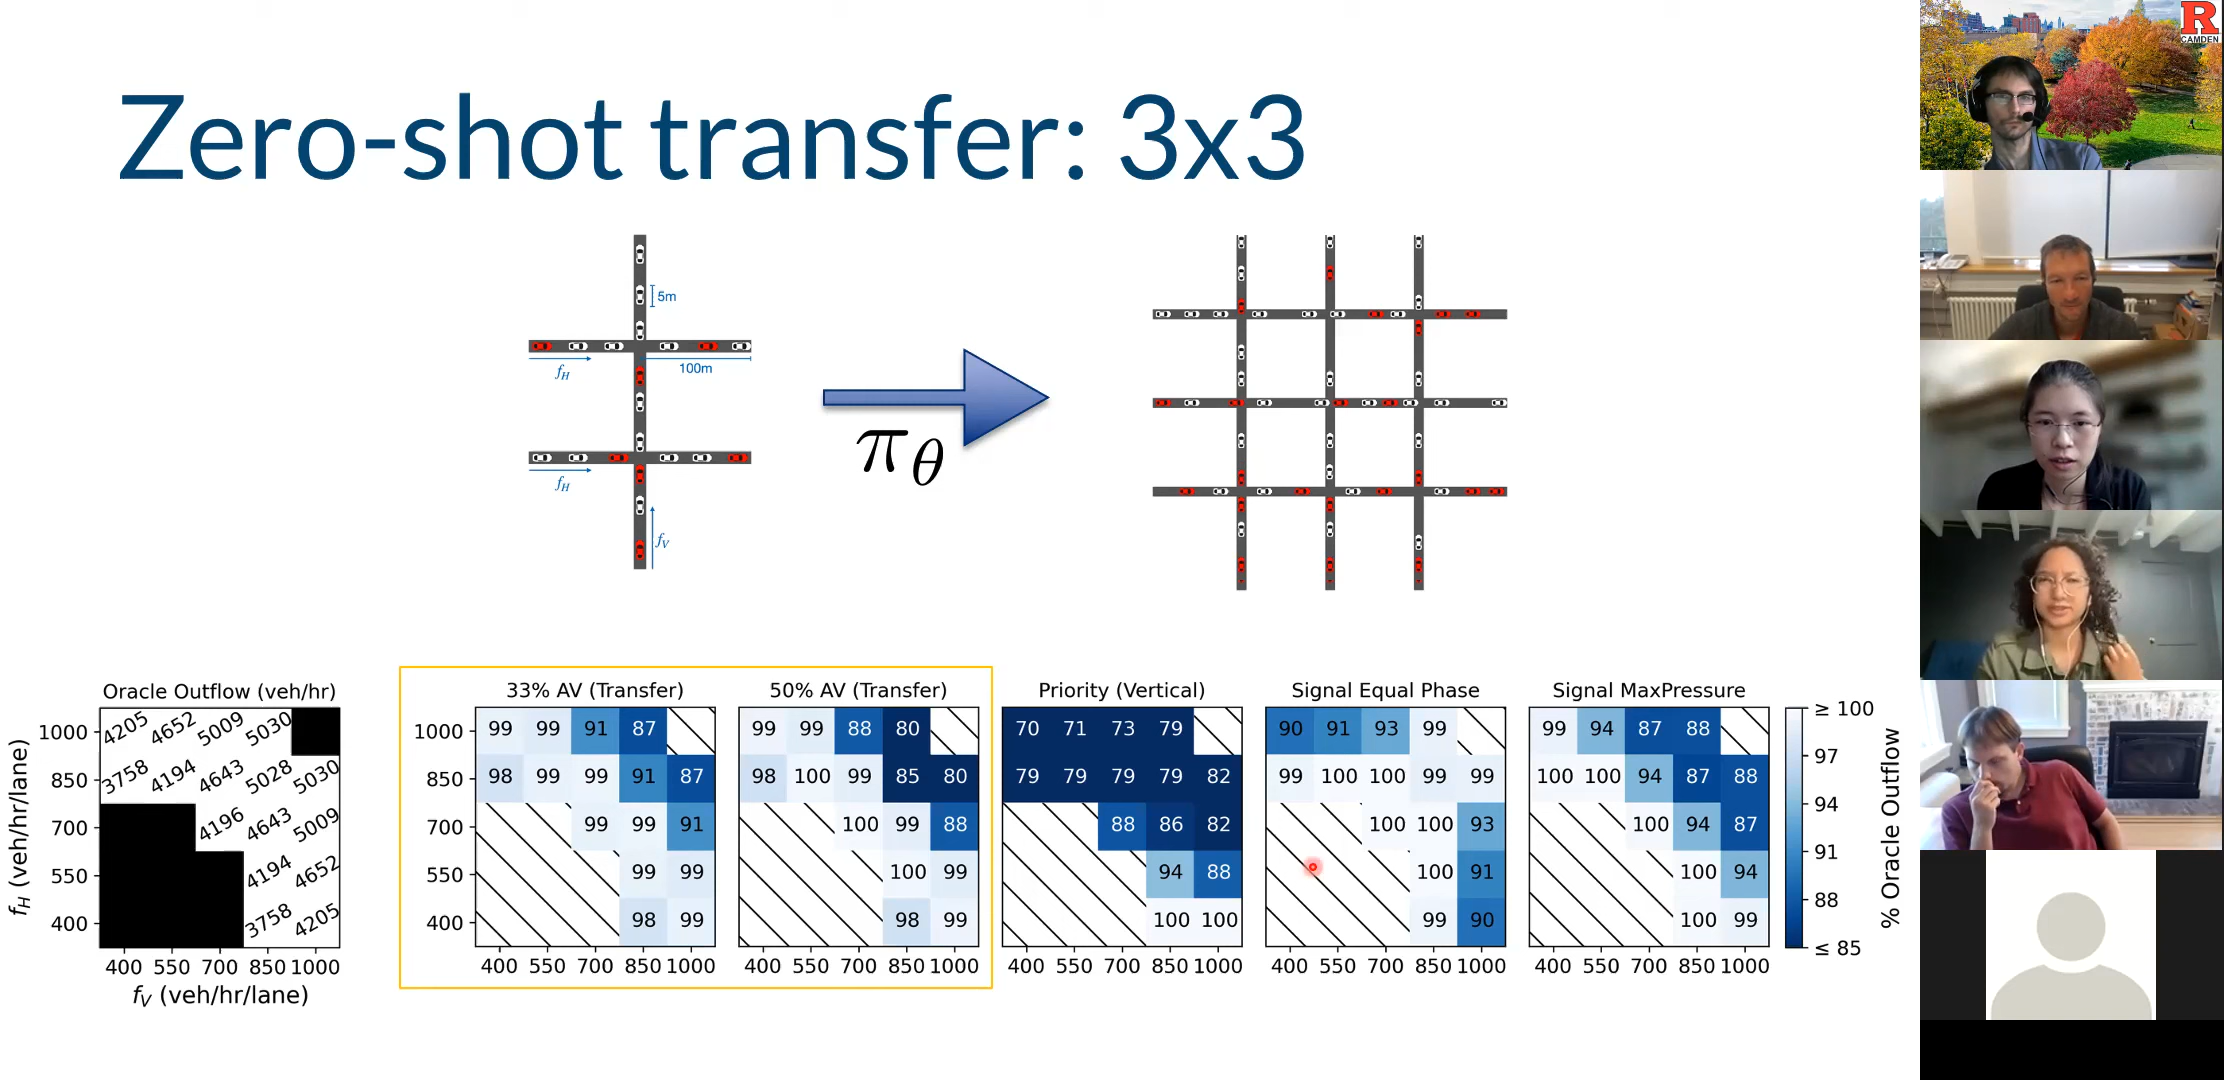 Zero-shot transfer: 3x3
R
CAMDEN
5m
f_H
100m
f_H
f_V
π_θ
Oracle Outflow (veh/hr)
1000 4205 4652 5009 5030
850 3758 4194 4643 5028 5030
700 4196 4643 5009
550 4194 4652
400 3758 4205
400 550 700 850 1000
f_H (veh/hr/lane)
f_V (veh/hr/lane)
33% AV (Transfer)
1000 99 99 91 87
850 98 99 99 91 87
700 99 99 91
550 99 99
400 98 99
400 550 700 850 1000
50% AV (Transfer)
99 99 88 80
98 100 99 85 80
100 99 88
100 99
98 99
400 550 700 850 1000
Priority (Vertical)
70 71 73 79
79 79 79 79 82
88 86 82
94 88
100 100
400 550 700 850 1000
Signal Equal Phase
90 91 93 99
99 100 100 99 99
100 100 93
100 91
99 90
400 550 700 850 1000
Signal MaxPressure
99 94 87 88
100 100 94 87 88
100 94 87
100 94
100 99
400 550 700 850 1000
≥ 100
97
94
91
88
≤ 85
% Oracle Outflow